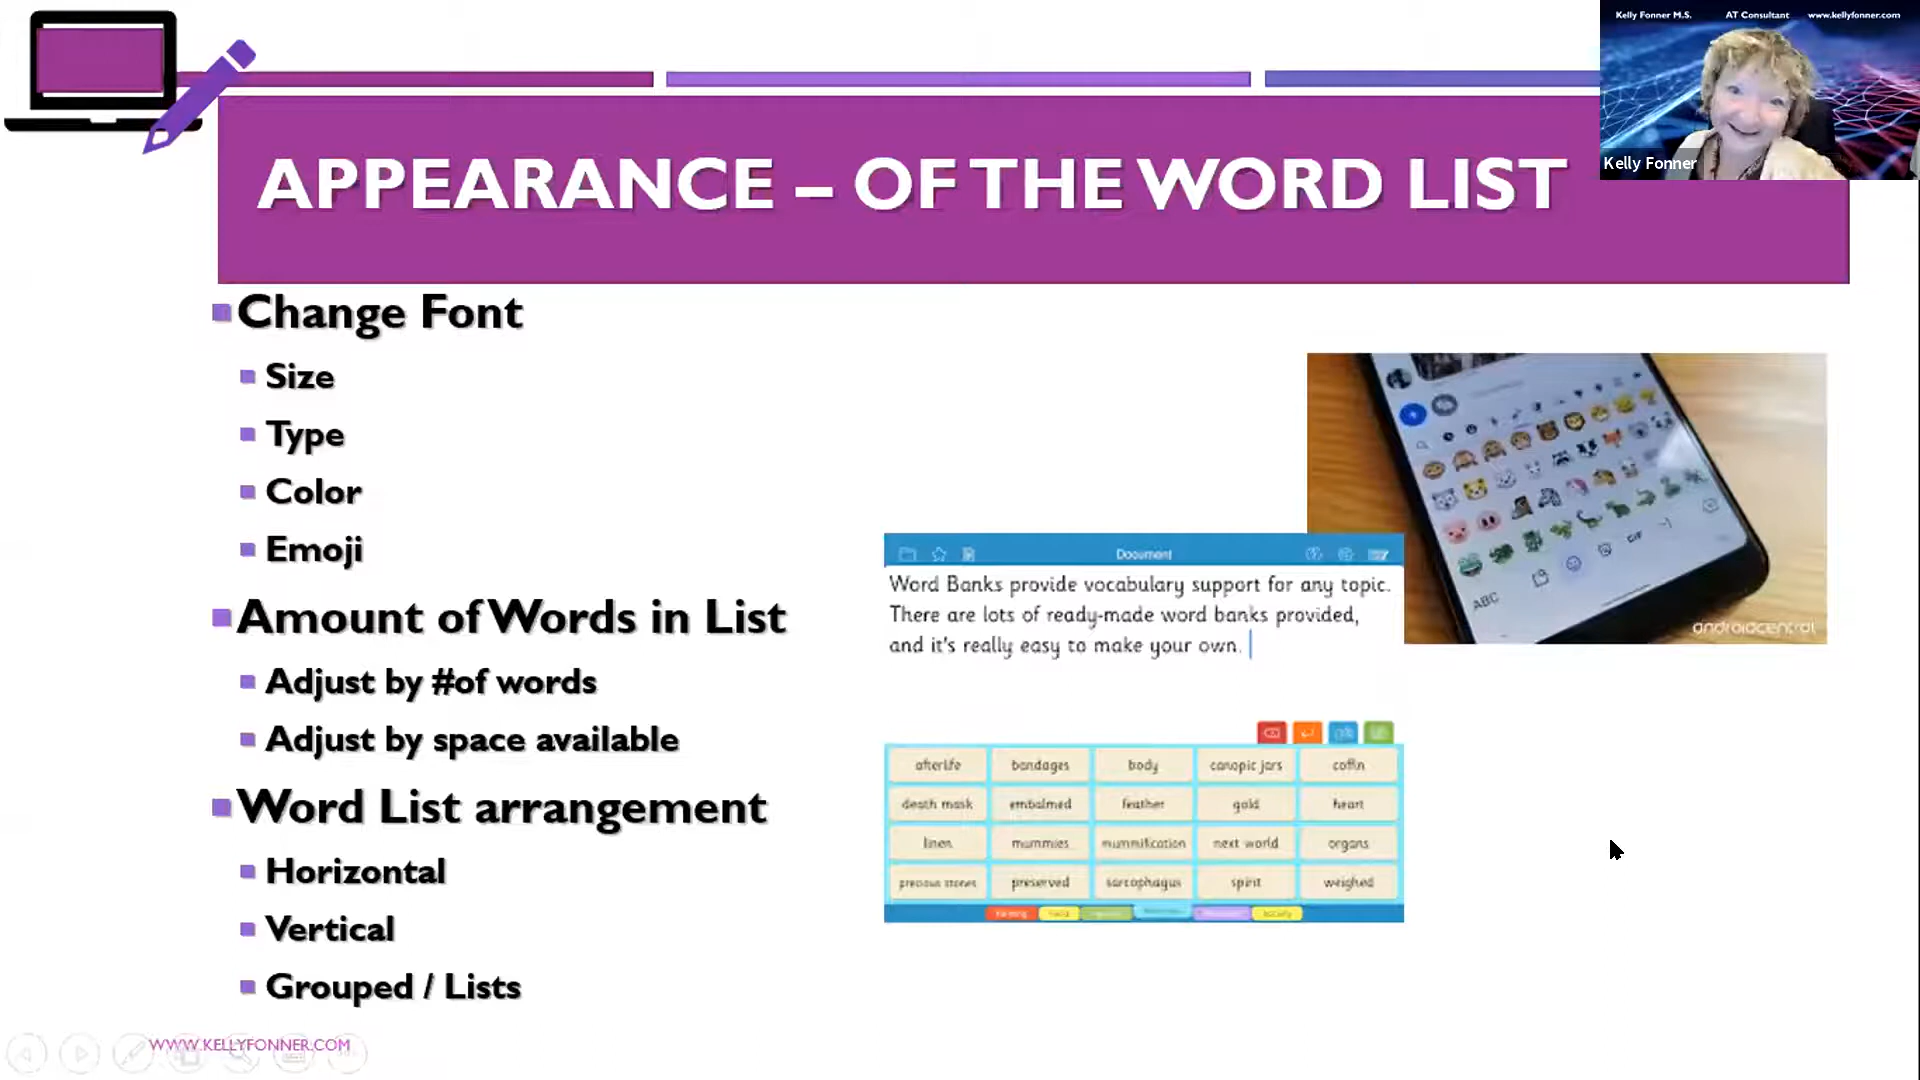 Kelly Fonner M.S. AT Consultant www.kellyfonner.com
Kelly Fonner
APPEARANCE – OF THE WORD LIST
Change Font
Size
Type
Color
Emoji
Amount of Words in List
Adjust by #of words
Adjust by space available
Word List arrangement
Horizontal
Vertical
Grouped / Lists
GIF
ABC
androidcentral
Document
Word Banks provide vocabulary support for any topic.
There are lots of ready-made word banks provided,
and it's really easy to make your own.
afterlife bandages body canopic jars coffin
death mask embalmed feather gold heart
linen mummies mummification next world organs
precious stones preserved sarcophagus spirit weighed
WWW.KELLYFONNER.COM